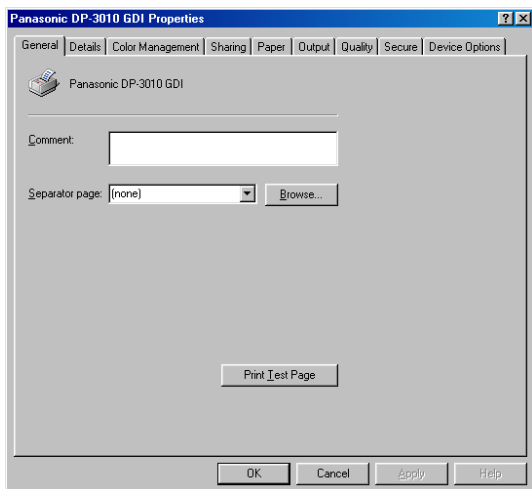 Panasonic DP-3010 GDI Properties
General Details Color Management Sharing Paper Output Quality Secure Device Options
Panasonic DP-3010 GDI
Comment:
Separator page: (none) Browse...
Print Test Page
OK Cancel Apply Help